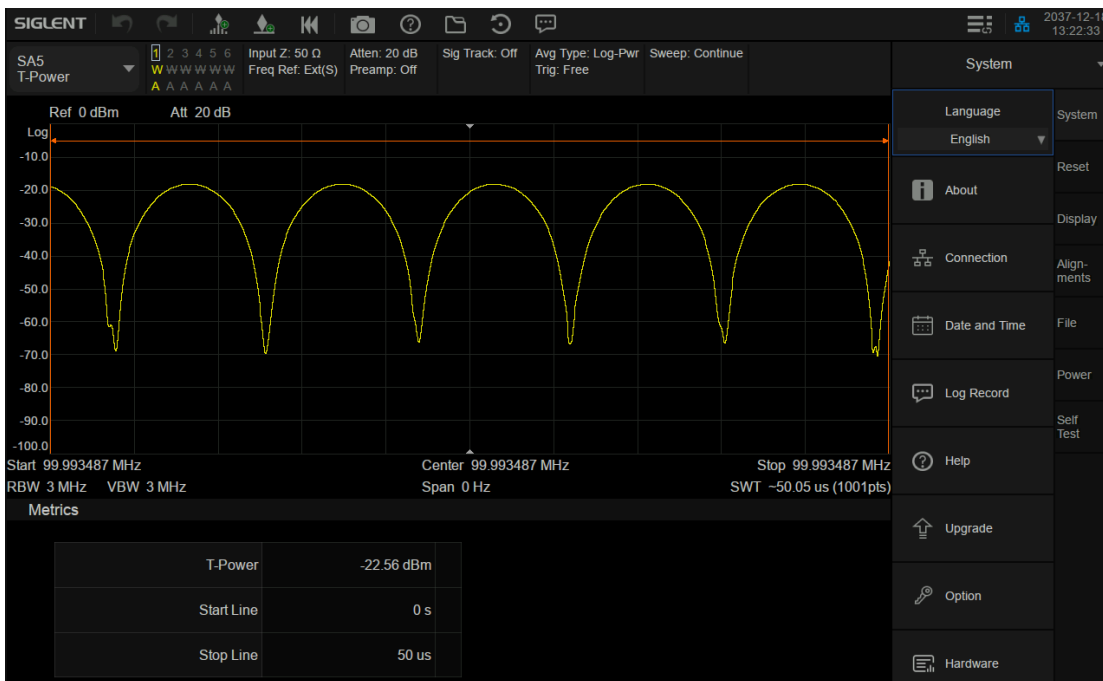 SIGLENT
2037-12-18
13:22:33
SA5
T-Power
1 2 3 4 5 6
W W W W W W
A A A A A A
Input Z: 50 Ω
Freq Ref: Ext(S)
Atten: 20 dB
Preamp: Off
Sig Track: Off
Avg Type: Log-Pwr
Trig: Free
Sweep: Continue
System
Ref 0 dBm
Att 20 dB
Log
-10.0
-20.0
-30.0
-40.0
-50.0
-60.0
-70.0
-80.0
-90.0
-100.0
Start 99.993487 MHz
Center 99.993487 MHz
Stop 99.993487 MHz
RBW 3 MHz VBW 3 MHz
Span 0 Hz
SWT ~50.05 us (1001pts)
Metrics
T-Power -22.56 dBm
Start Line 0 s
Stop Line 50 us
Language
English
About
Connection
Date and Time
Log Record
Help
Upgrade
Option
Hardware
System
Reset
Display
Align-
ments
File
Power
Self
Test